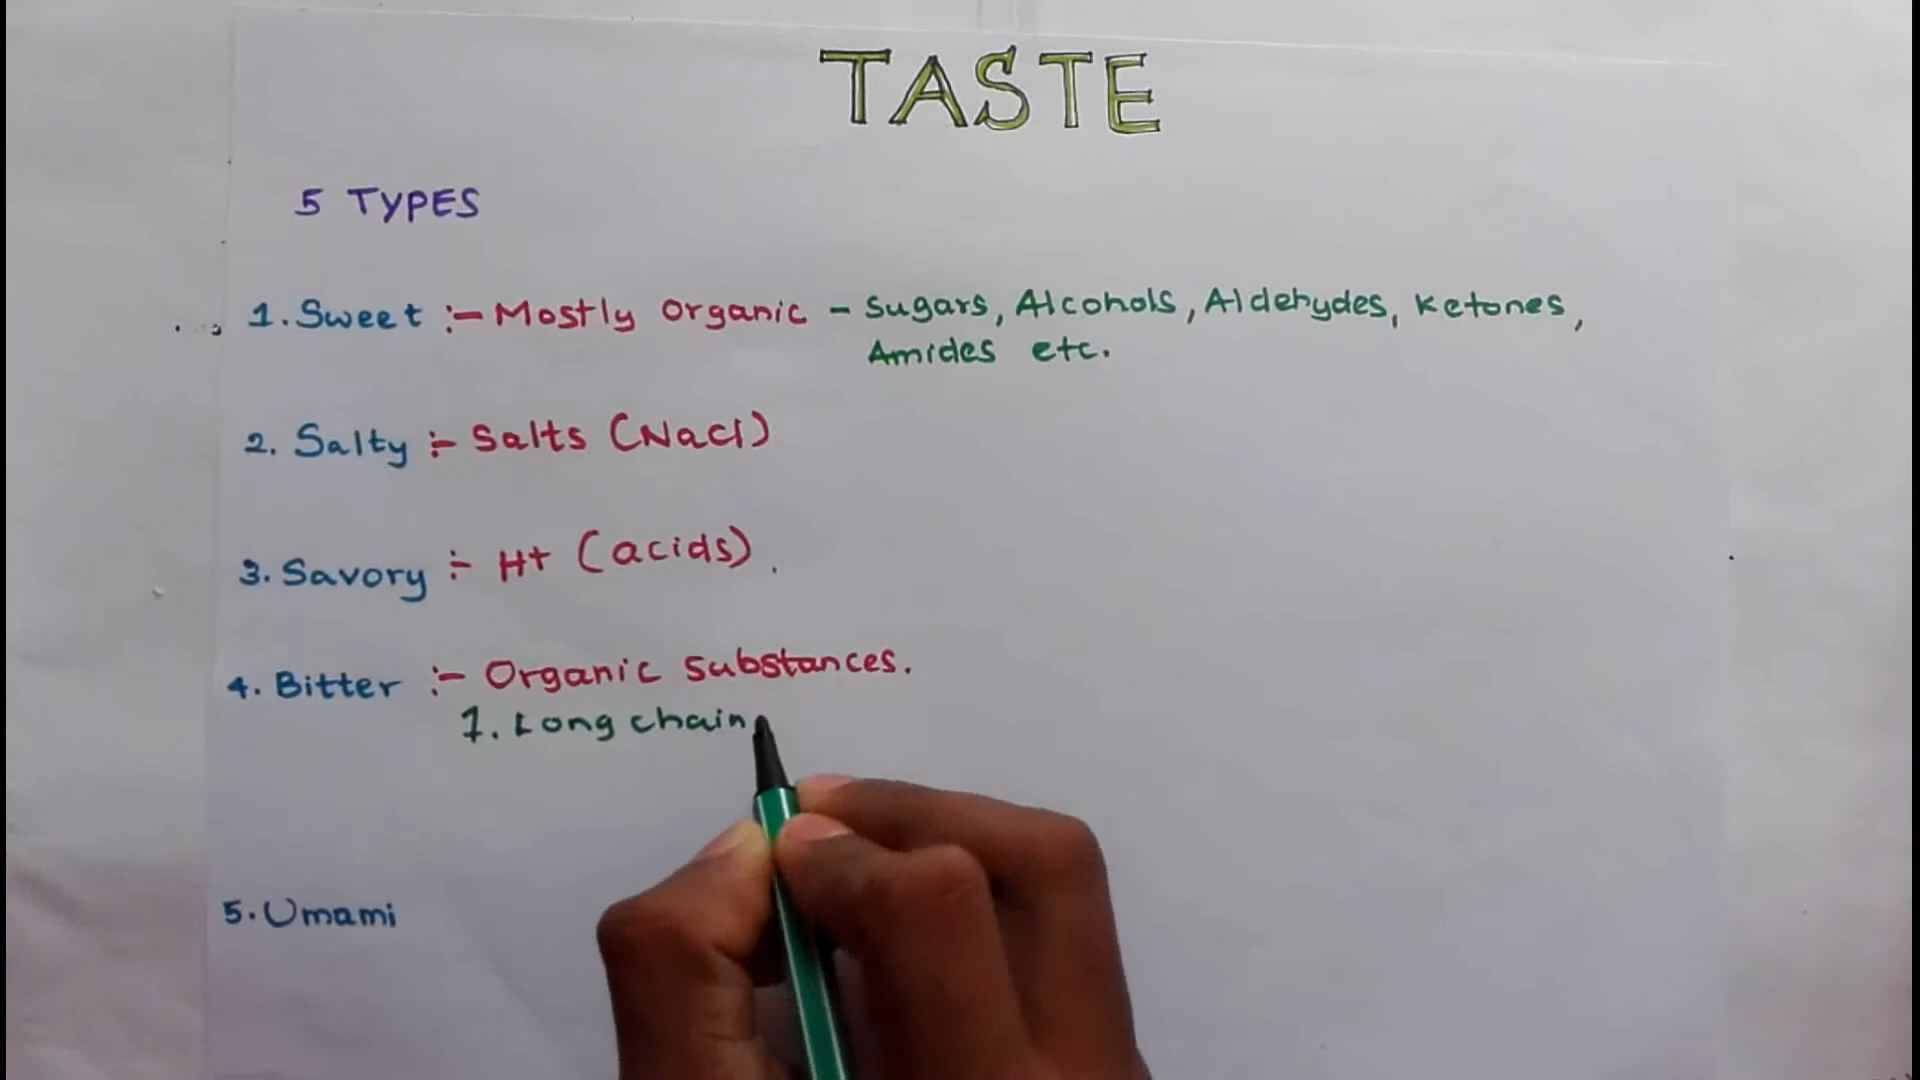 TASTE
5 TYPES
1. Sweet :- Mostly organic - Sugars, Alcohols, Aldehydes, Ketones,
Amides etc.
2. Salty :- Salts (NaCl)
3. Savory :- H+ (acids).
4. Bitter :- Organic substances.
1. Long chain
5. Umami